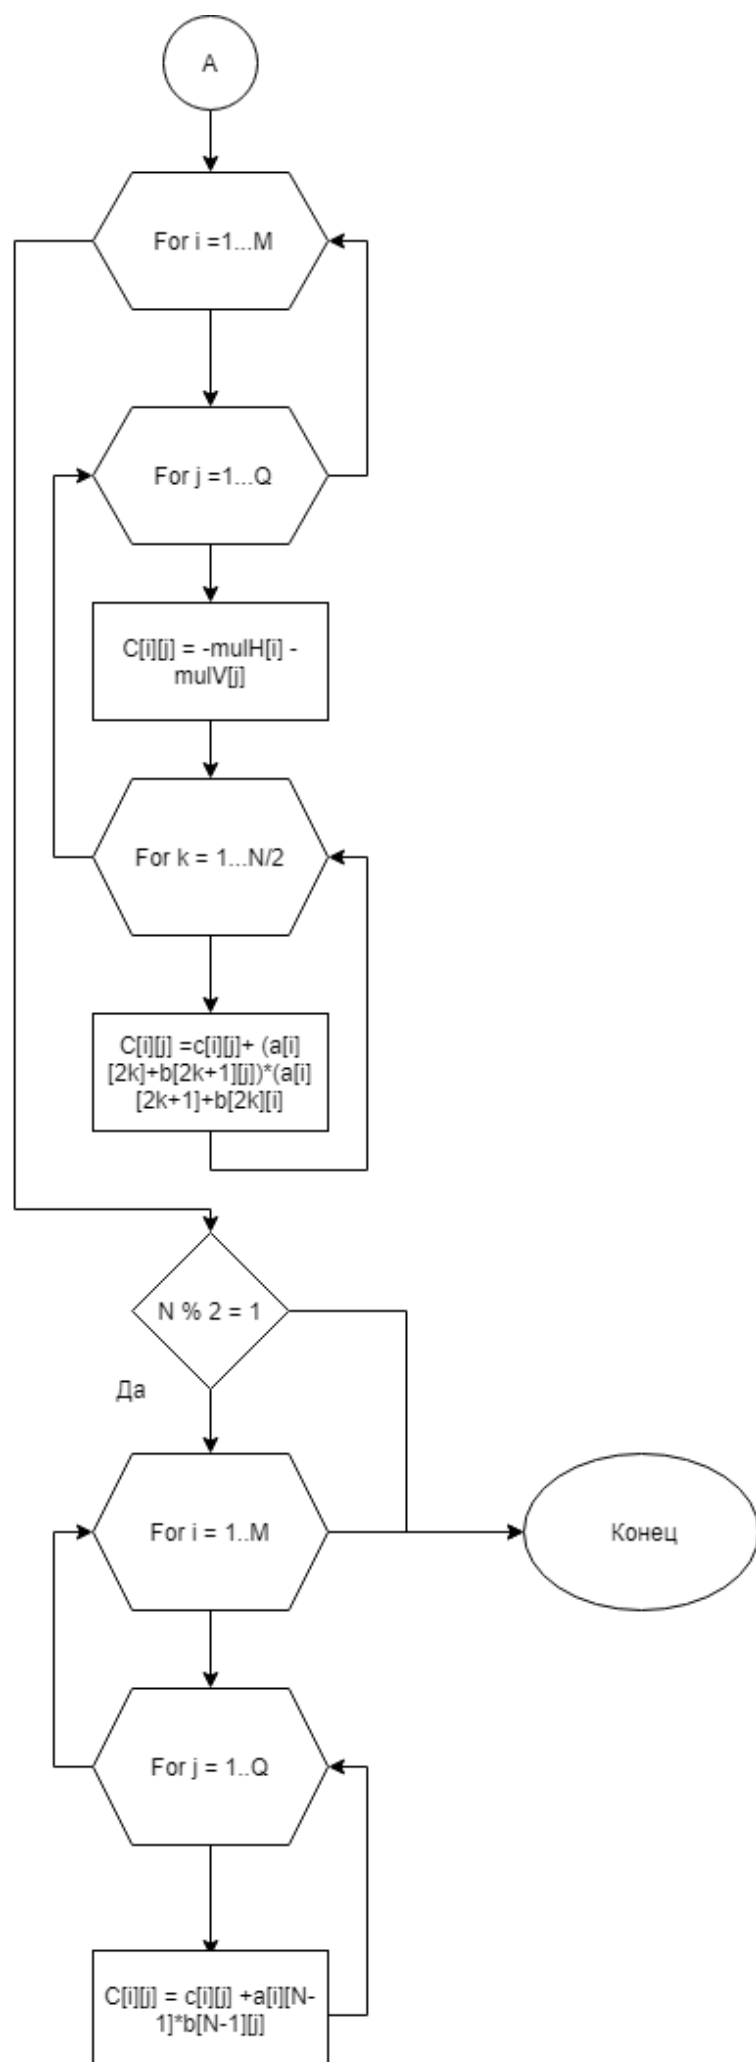 A
For i =1...M
For j =1...Q
C[i][j] = -mulH[i] -
mulV[j]
For k = 1...N/2
C[i][j] =c[i][j]+ (a[i]
[2k]+b[2k+1][j])*(a[i]
[2k+1]+b[2k][i]
N % 2 = 1
Да
For i = 1..M
Конец
For j = 1..Q
C[i][j] = c[i][j] +a[i][N-
1]*b[N-1][j]